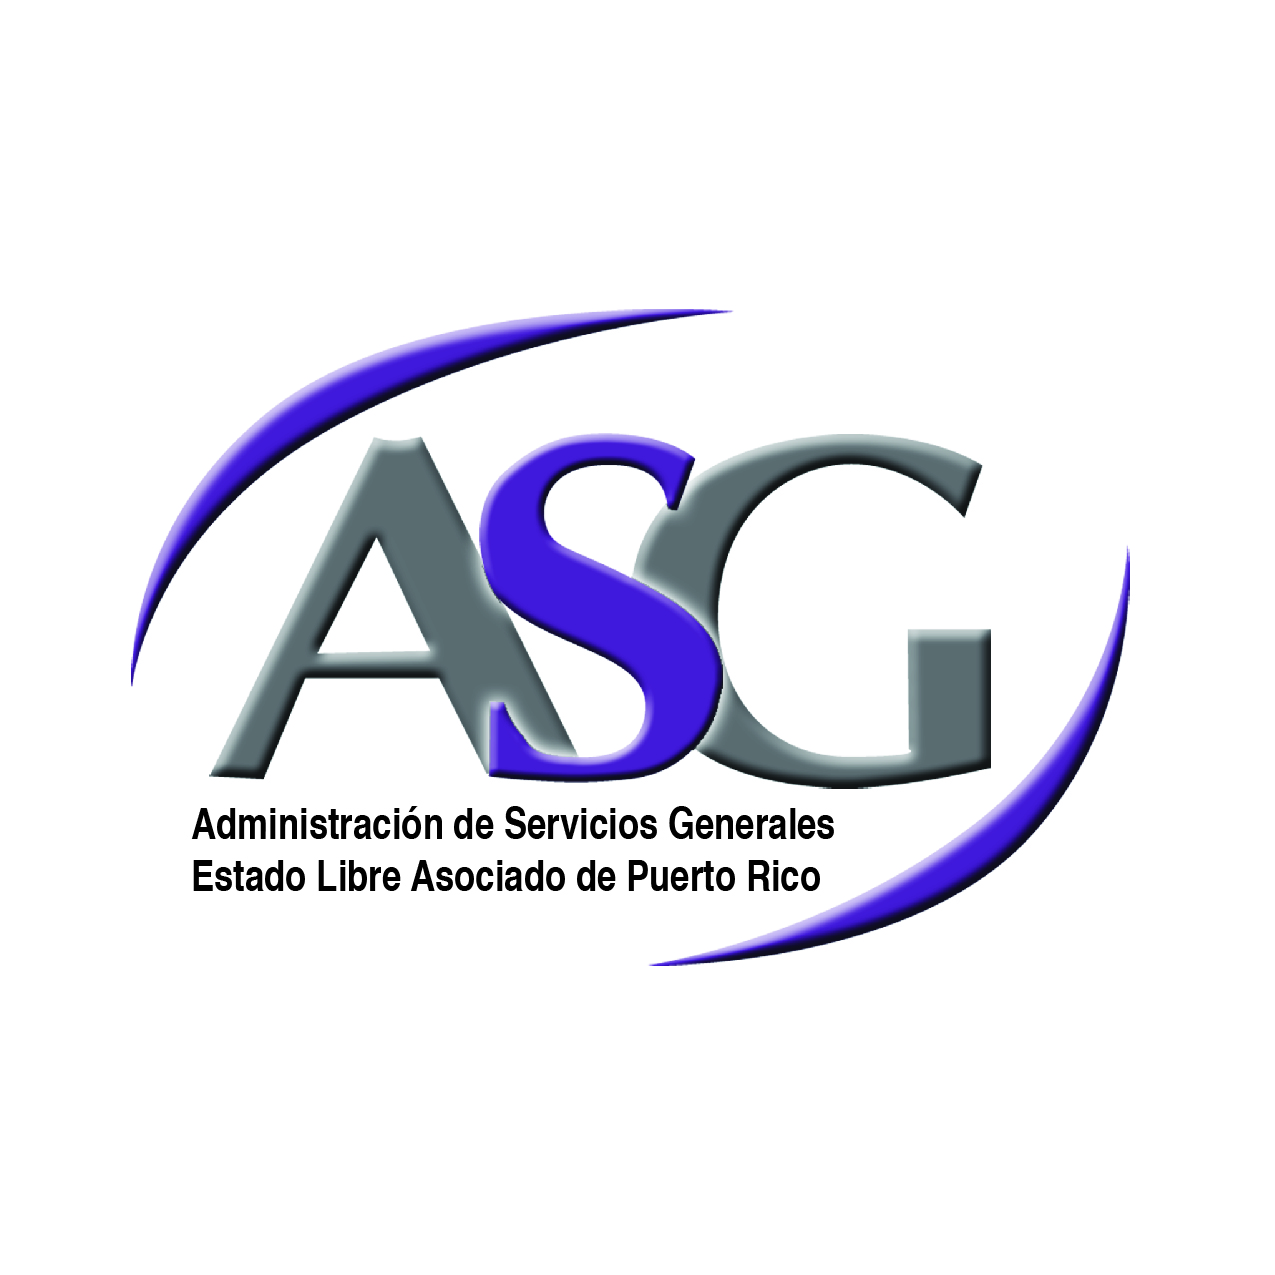 ASG
Administración de Servicios Generales
Estado Libre Asociado de Puerto Rico